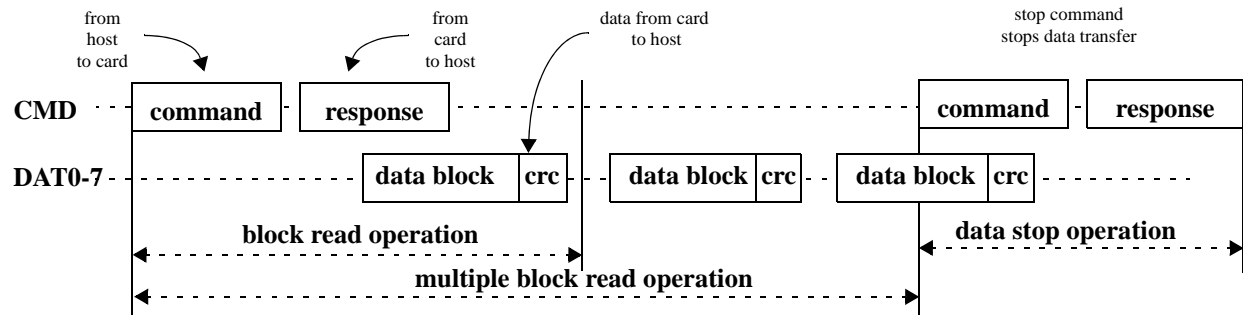 from
host
to card
from
card
to host
data from card
to host
stop command
stops data transfer
CMD
command
response
command
response
DAT0-7
data block
crc
data block
crc
data block
crc
block read operation
data stop operation
multiple block read operation